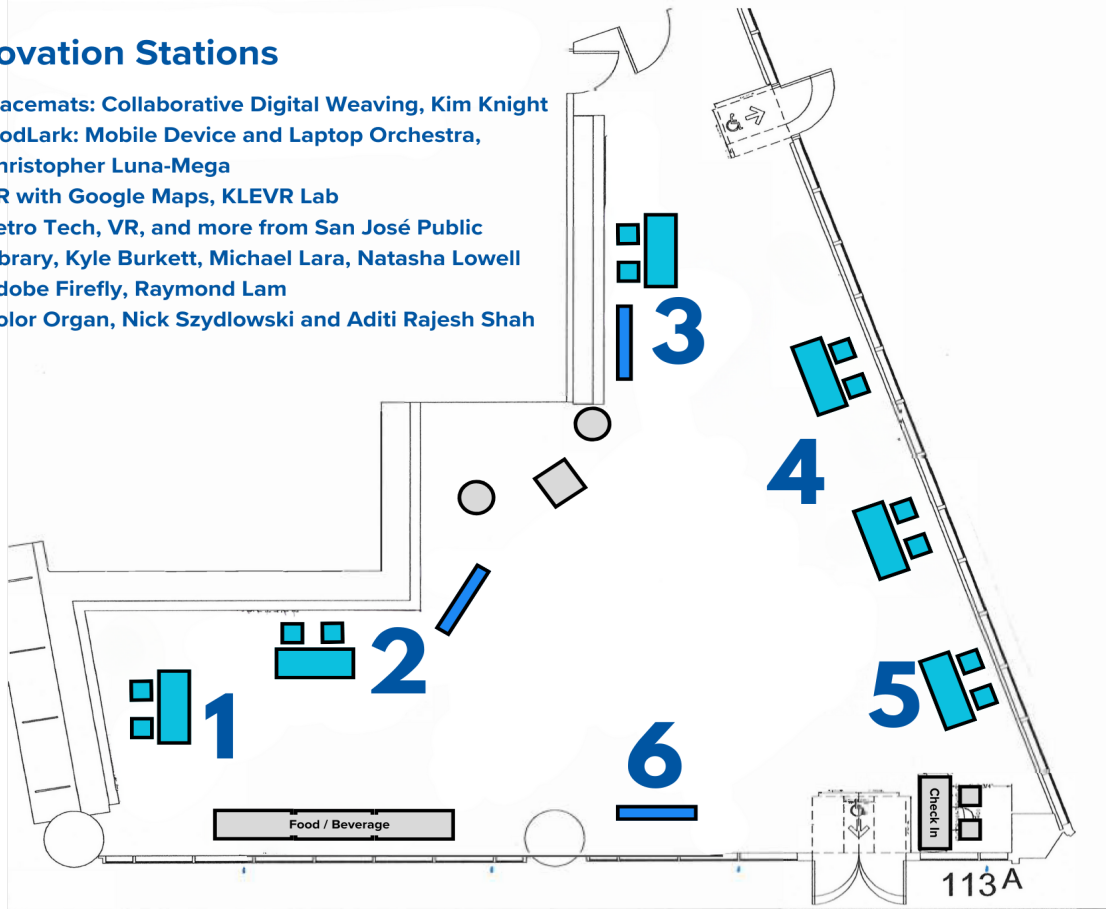 ovation Stations
acemats: Collaborative Digital Weaving, Kim Knight
odLark: Mobile Device and Laptop Orchestra,
hristopher Luna-Mega
R with Google Maps, KLEVR Lab
etro Tech, VR, and more from San José Public
brary, Kyle Burkett, Michael Lara, Natasha Lowell
dobe Firefly, Raymond Lam
olor Organ, Nick Szydlowski and Aditi Rajesh Shah
3
4
2
1
5
6
Food / Beverage
Check In
113 A